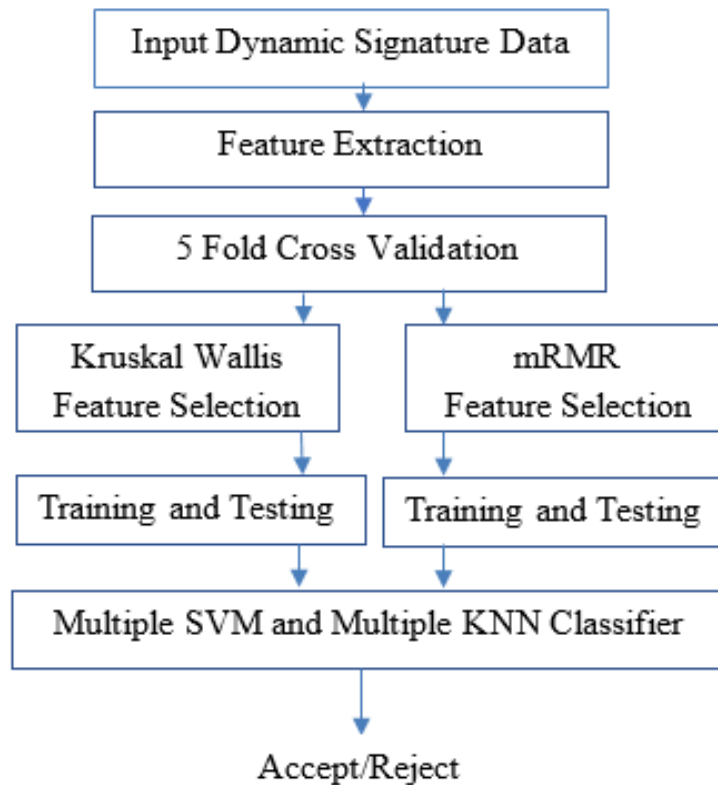 Input Dynamic Signature Data
Feature Extraction
5 Fold Cross Validation
Kruskal Wallis
Feature Selection
mRMR
Feature Selection
Training and Testing
Training and Testing
Multiple SVM and Multiple KNN Classifier
Accept/Reject